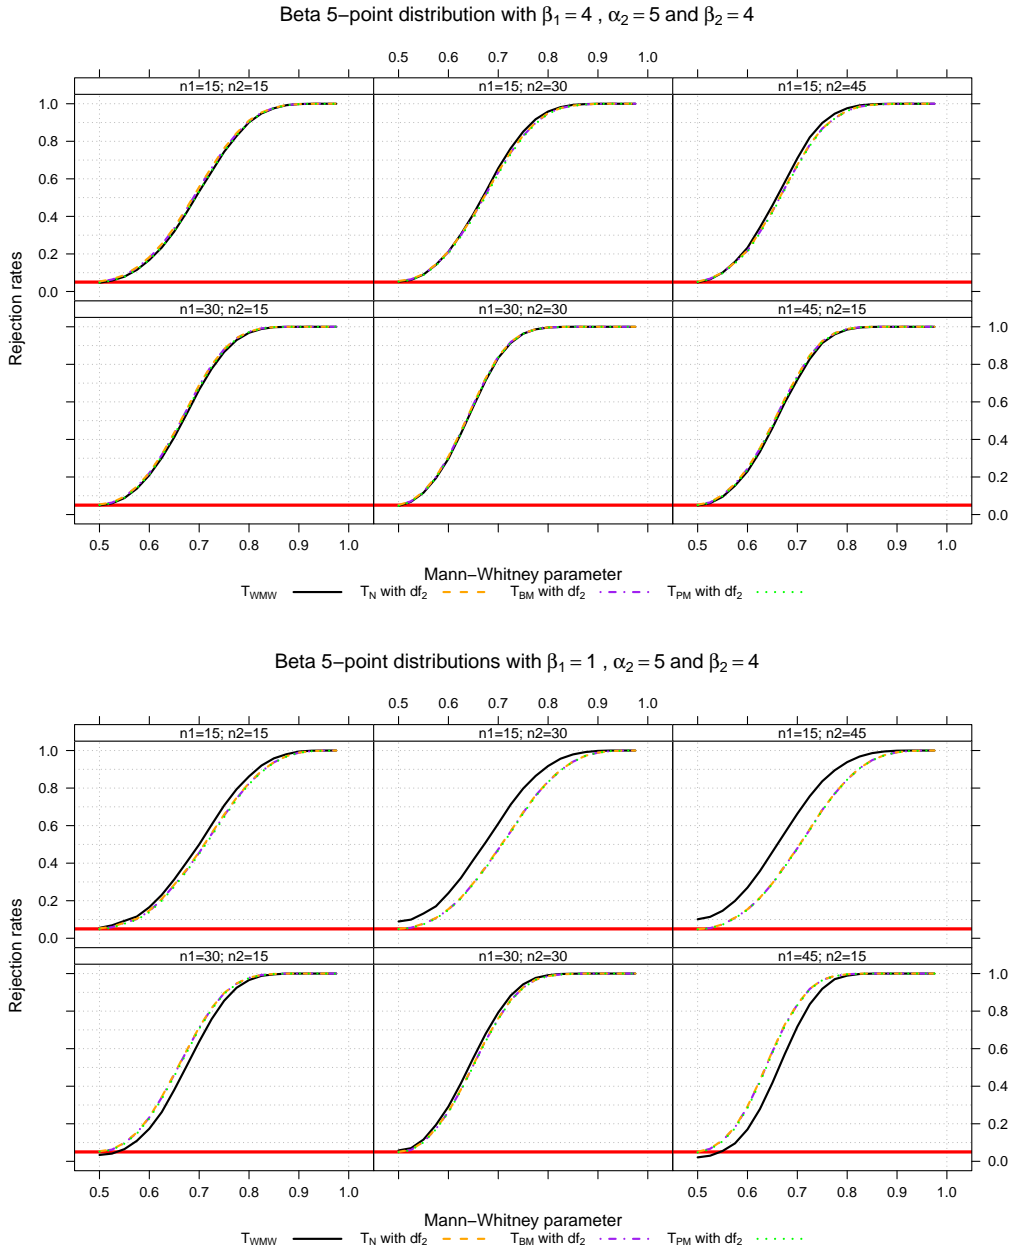 Beta 5−point distribution with β1 = 4 , α2 = 5 and β2 = 4
0.5 0.6 0.7 0.8 0.9 1.0
n1=15; n2=15 n1=15; n2=30 n1=15; n2=45
1.0
0.8
0.6
0.4
0.2
0.0
n1=30; n2=15 n1=30; n2=30 n1=45; n2=15
1.0
0.8
0.6
0.4
0.2
0.0
Rejection rates
0.5 0.6 0.7 0.8 0.9 1.0 0.5 0.6 0.7 0.8 0.9 1.0
Mann−Whitney parameter
TWMW TN with df2 TBM with df2 TPM with df2
Beta 5−point distributions with β1 = 1 , α2 = 5 and β2 = 4
0.5 0.6 0.7 0.8 0.9 1.0
n1=15; n2=15 n1=15; n2=30 n1=15; n2=45
1.0
0.8
0.6
0.4
0.2
0.0
n1=30; n2=15 n1=30; n2=30 n1=45; n2=15
1.0
0.8
0.6
0.4
0.2
0.0
Rejection rates
0.5 0.6 0.7 0.8 0.9 1.0 0.5 0.6 0.7 0.8 0.9 1.0
Mann−Whitney parameter
TWMW TN with df2 TBM with df2 TPM with df2